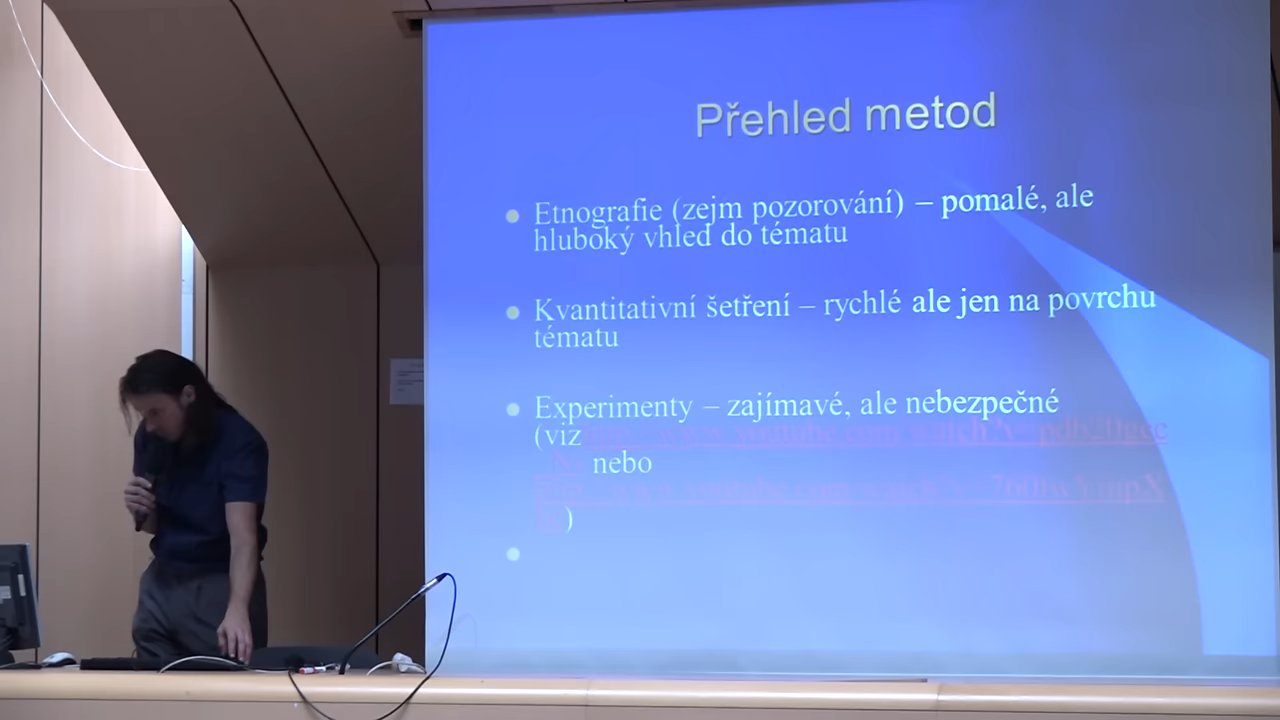 Přehled metod
Etnografie (zejm pozorování) – pomalé, ale
hluboký vhled do tématu
Kvantitativní šetření – rychlé ale jen na povrchu
tématu
Experimenty – zajímavé, ale nebezpečné
(viz
nebo
)